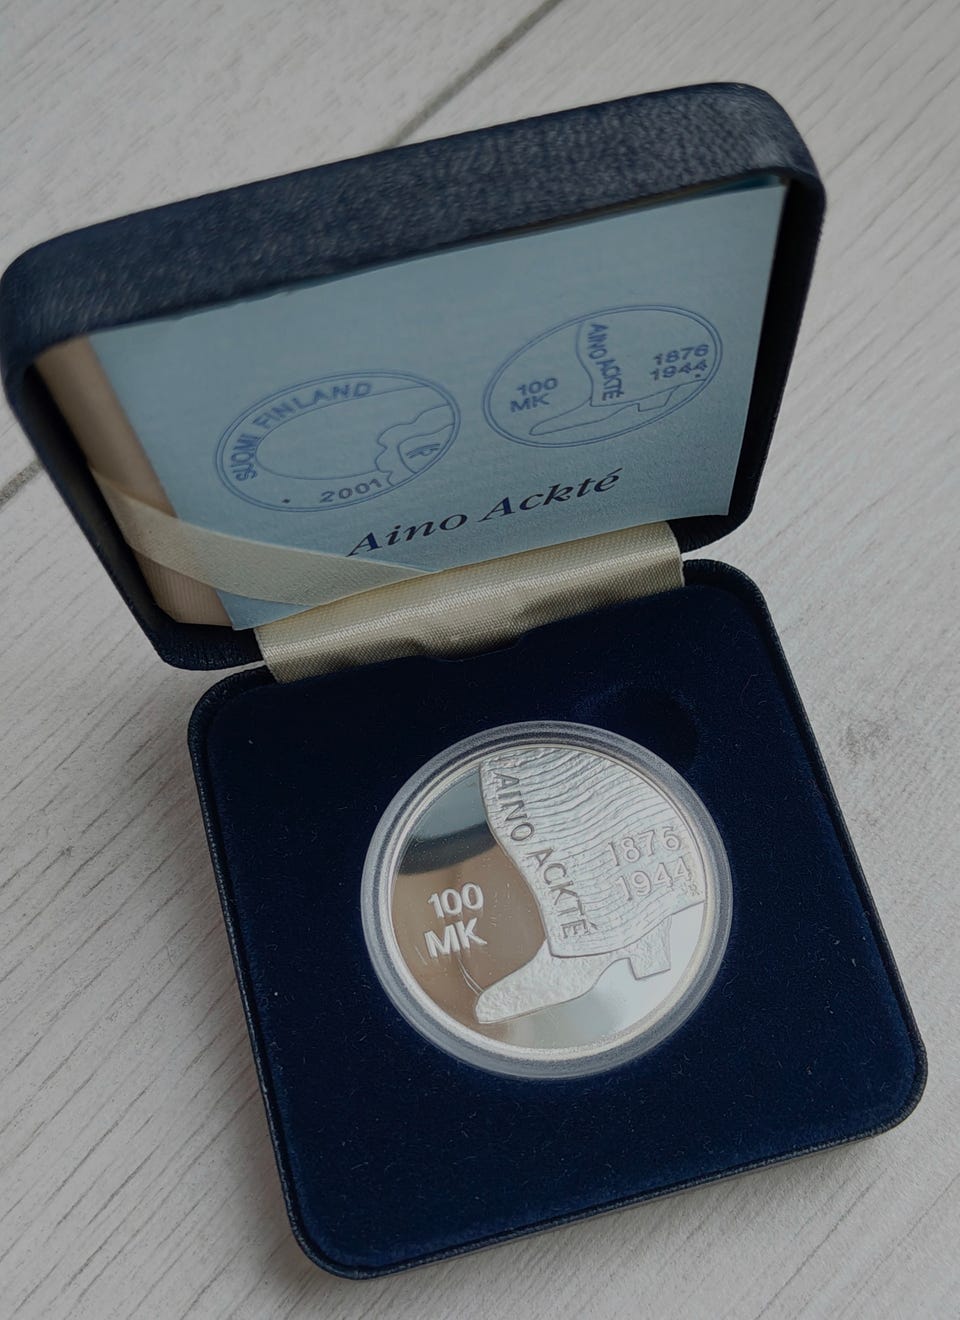 SUOMI FINLAND
2001
100
MK
AINO ACKTÉ
1876
1944
Aino Ackté
100
MK
AINO ACKTÉ
1876
1944